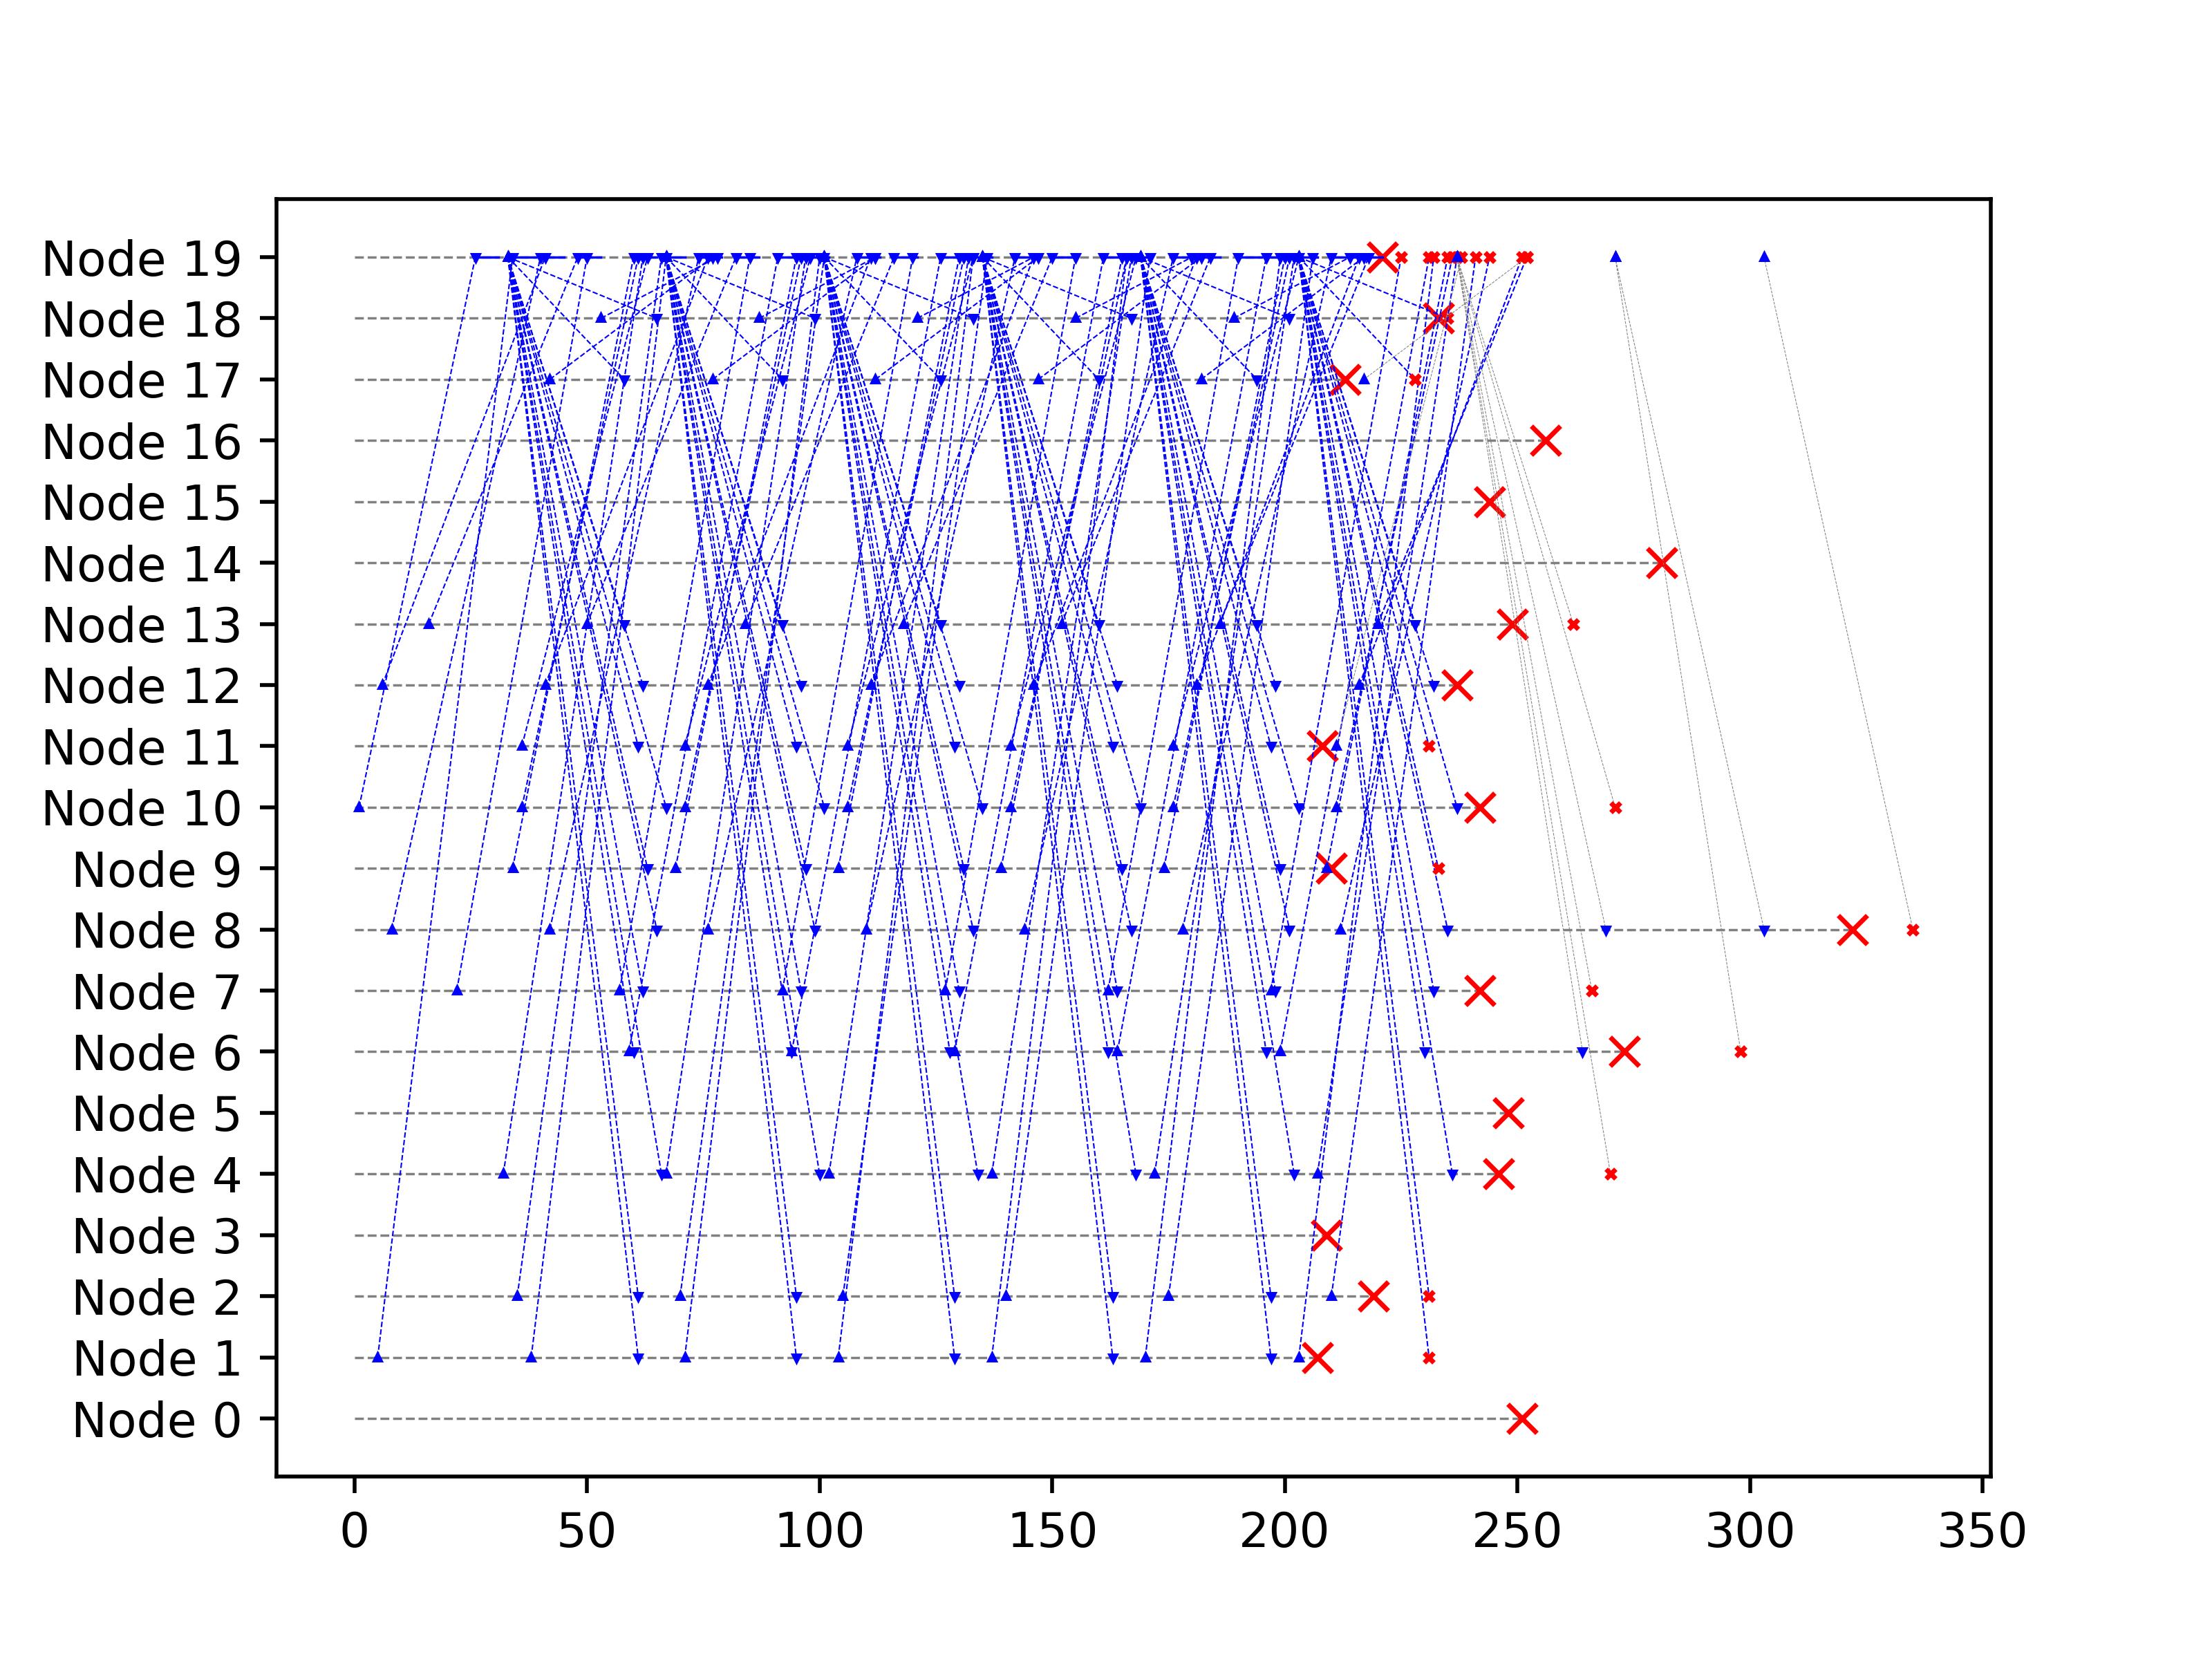 Node 19
Node 18
Node 17
Node 16
Node 15
Node 14
Node 13
Node 12
Node 11
Node 10
Node 9
Node 8
Node 7
Node 6
Node 5
Node 4
Node 3
Node 2
Node 1
Node 0
0 50 100 150 200 250 300 350